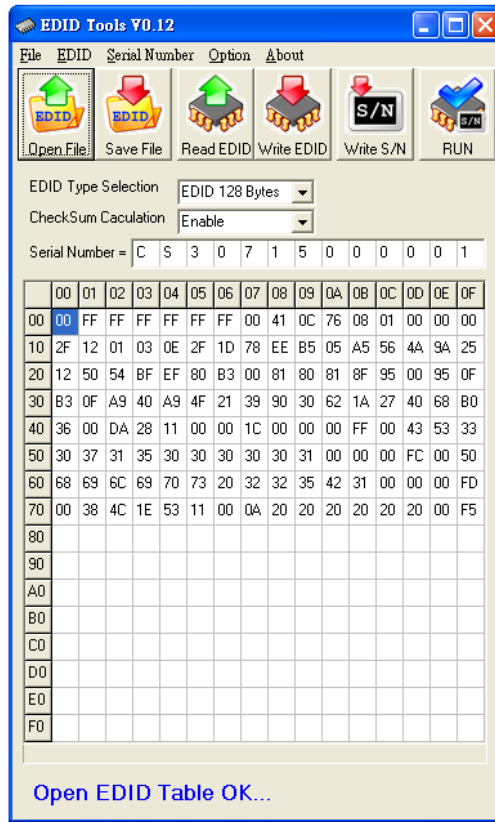 EDID Tools V0.12
File EDID Serial Number Option About
EDID EDID S/N S/N
Open File Save File Read EDID Write EDID Write S/N RUN
EDID Type Selection EDID 128 Bytes
CheckSum Caculation Enable
Serial Number = C S 3 0 7 1 5 0 0 0 0 0 1
00 01 02 03 04 05 06 07 08 09 0A 0B 0C 0D 0E 0F
00 00 FF FF FF FF FF FF 00 41 0C 76 08 01 00 00 00
10 2F 12 01 03 0E 2F 1D 78 EE B5 05 A5 56 4A 9A 25
20 12 50 54 BF EF 80 B3 00 81 80 81 8F 95 00 95 0F
30 B3 0F A9 40 A9 4F 21 39 90 30 62 1A 27 40 68 B0
40 36 00 DA 28 11 00 00 1C 00 00 00 FF 00 43 53 33
50 30 37 31 35 30 30 30 30 30 31 00 00 00 FC 00 50
60 68 69 6C 69 70 73 20 32 32 35 42 31 00 00 00 FD
70 00 38 4C 1E 53 11 00 0A 20 20 20 20 20 20 00 F5
80
90
A0
B0
C0
D0
E0
F0
Open EDID Table OK...